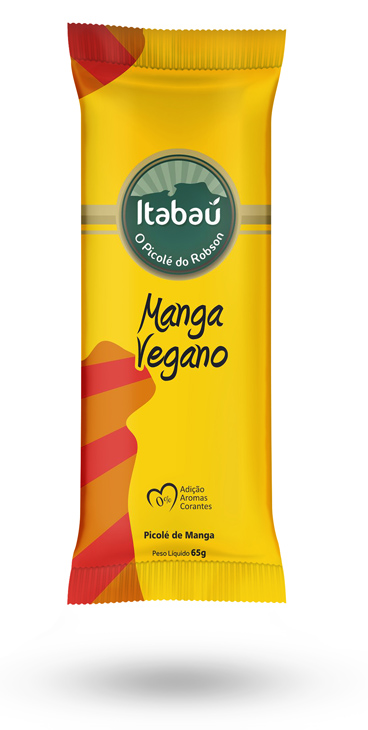 Itabaú
O Picolé do Robson
Manga
Vegano
0%
Adição
Aromas
Corantes
Picolé de Manga
Peso Líquido 65g